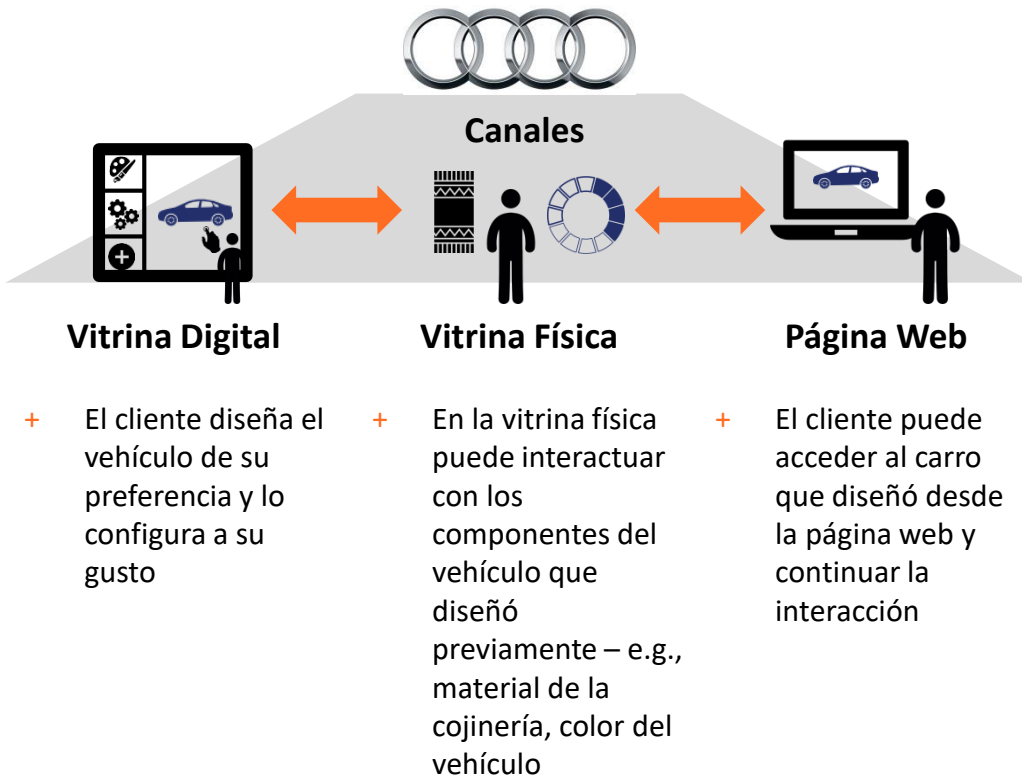 Canales
Vitrina Digital
+ El cliente diseña el
vehículo de su
preferencia y lo
configura a su
gusto
Vitrina Física
+ En la vitrina física
puede interactuar
con los
componentes del
vehículo que
diseñó
previamente – e.g.,
material de la
cojinería, color del
vehículo
Página Web
+ El cliente puede
acceder al carro
que diseñó desde
la página web y
continuar la
interacción